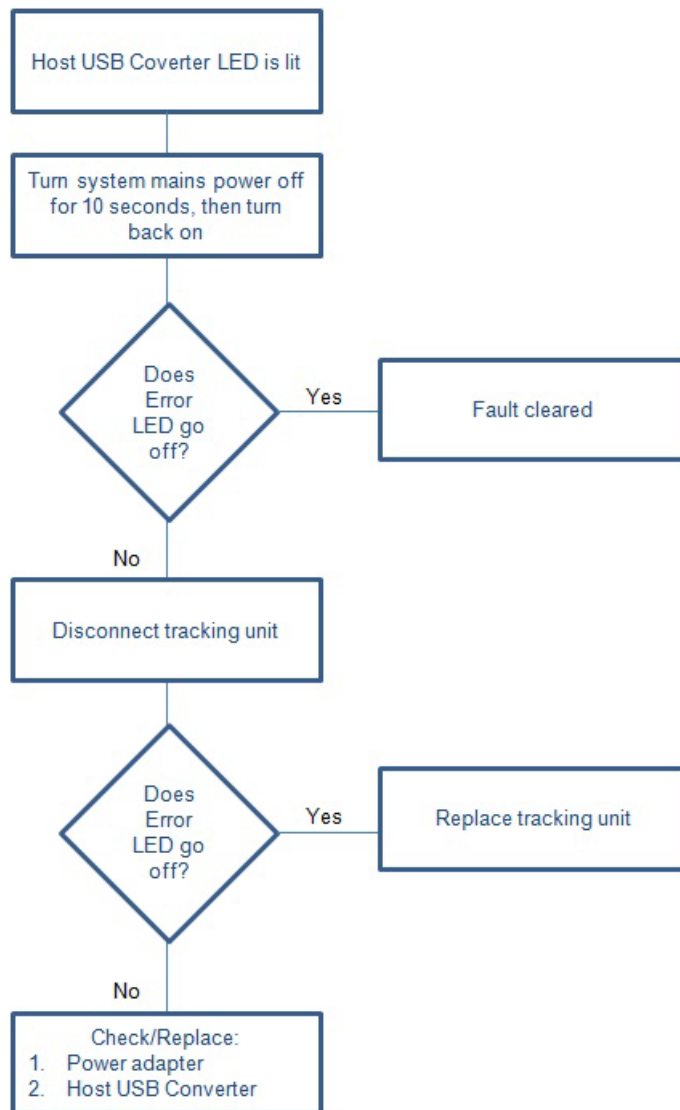 Host USB Coverter LED is lit
Turn system mains power off
for 10 seconds, then turn
back on
Does
Error
LED go
off?
Yes
Fault cleared
No
Disconnect tracking unit
Does
Error
LED go
off?
Yes
Replace tracking unit
No
Check/Replace:
1. Power adapter
2. Host USB Converter